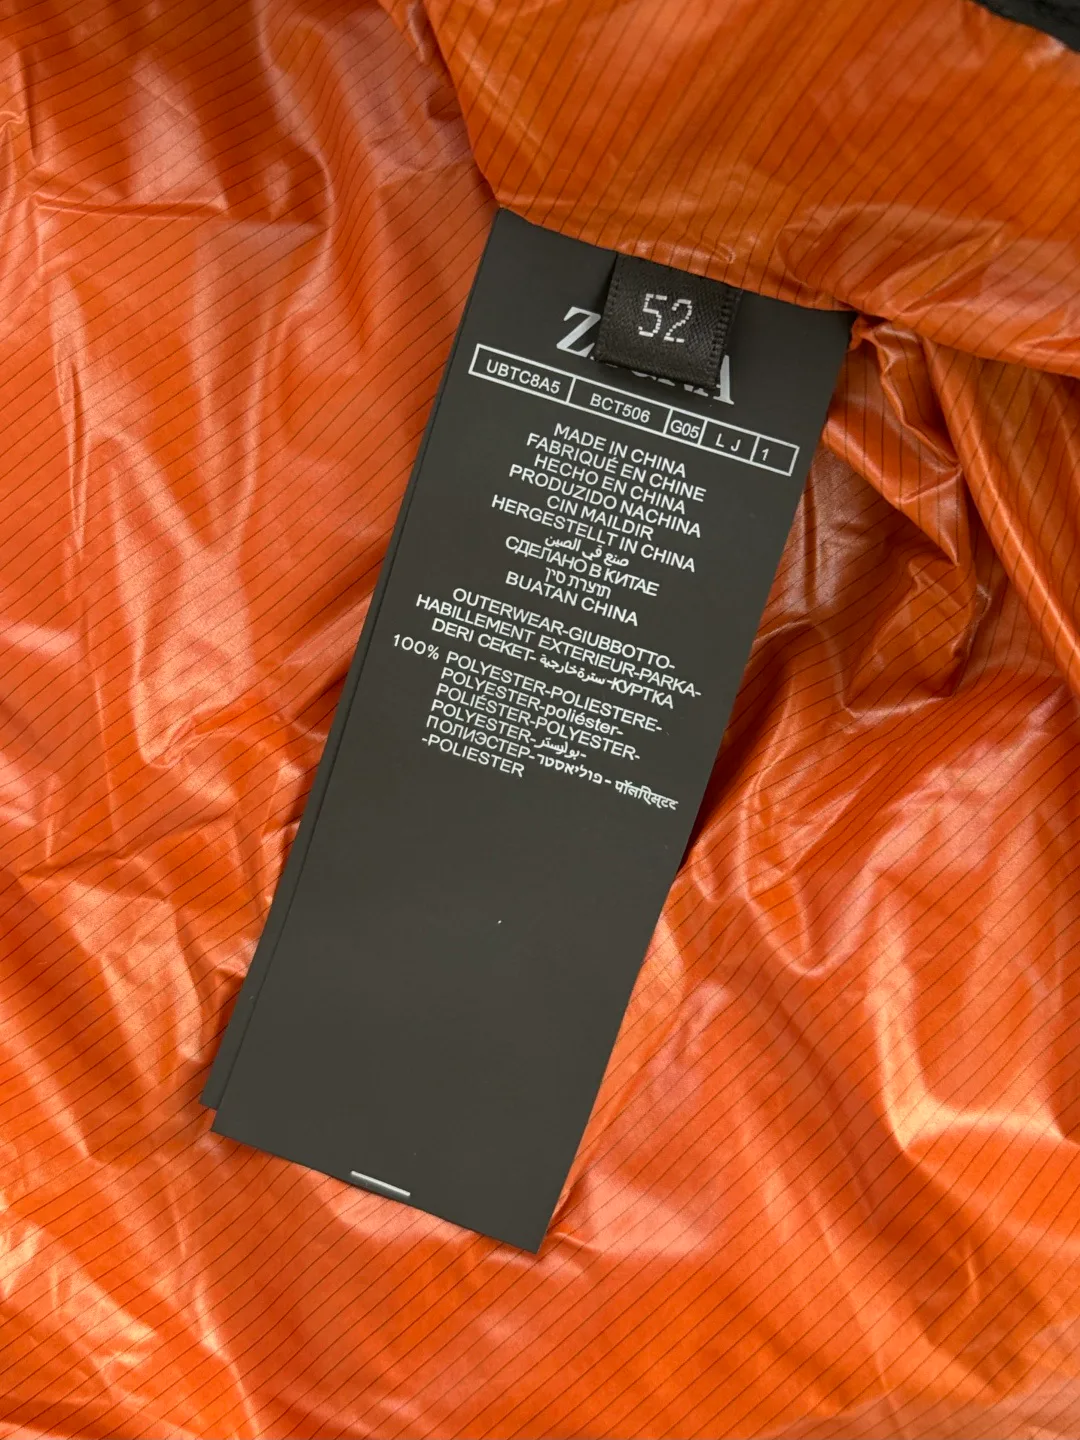 52
UBTC8A5 BCT506 G05 L J 1
MADE IN CHINA
FABRIQUÉ EN CHINE
HECHO EN CHINA
PRODUZIDO NACHINA
CIN MAILDIR
HERGESTELLT IN CHINA
صنع في الصين
СДЕЛАНО В КИТАЕ
תוצרת סין
BUATAN CHINA
OUTERWEAR-GIUBBOTTO-
HABILLEMENT EXTERIEUR-PARKA-
DERI CEKET-سترة خارجية-КУРТКА
100% POLYESTER-POLIESTERE-
POLYESTER-poliéster-
POLIÉSTER-POLYESTER-
POLYESTER-بوليستر-
ПОЛИЭСТЕР-פוליאסטר-पॉलिएस्टर
-POLIESTER